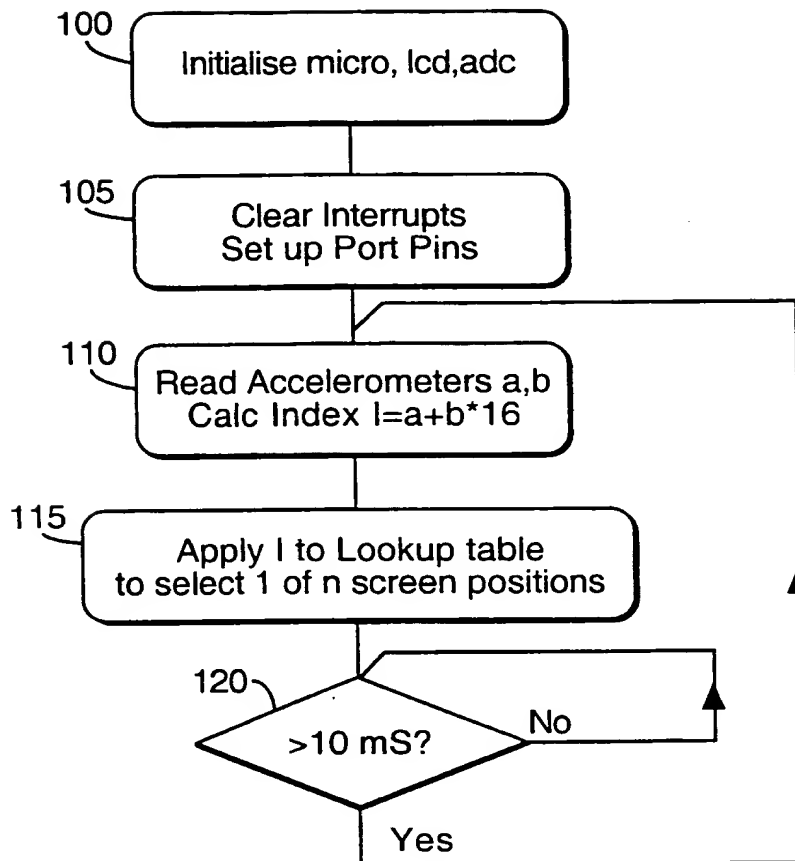 100
Initialise micro, lcd,adc
105
Clear Interrupts
Set up Port Pins
110
Read Accelerometers a,b
Calc Index I=a+b*16
115
Apply I to Lookup table
to select 1 of n screen positions
120
>10 mS?
No
Yes